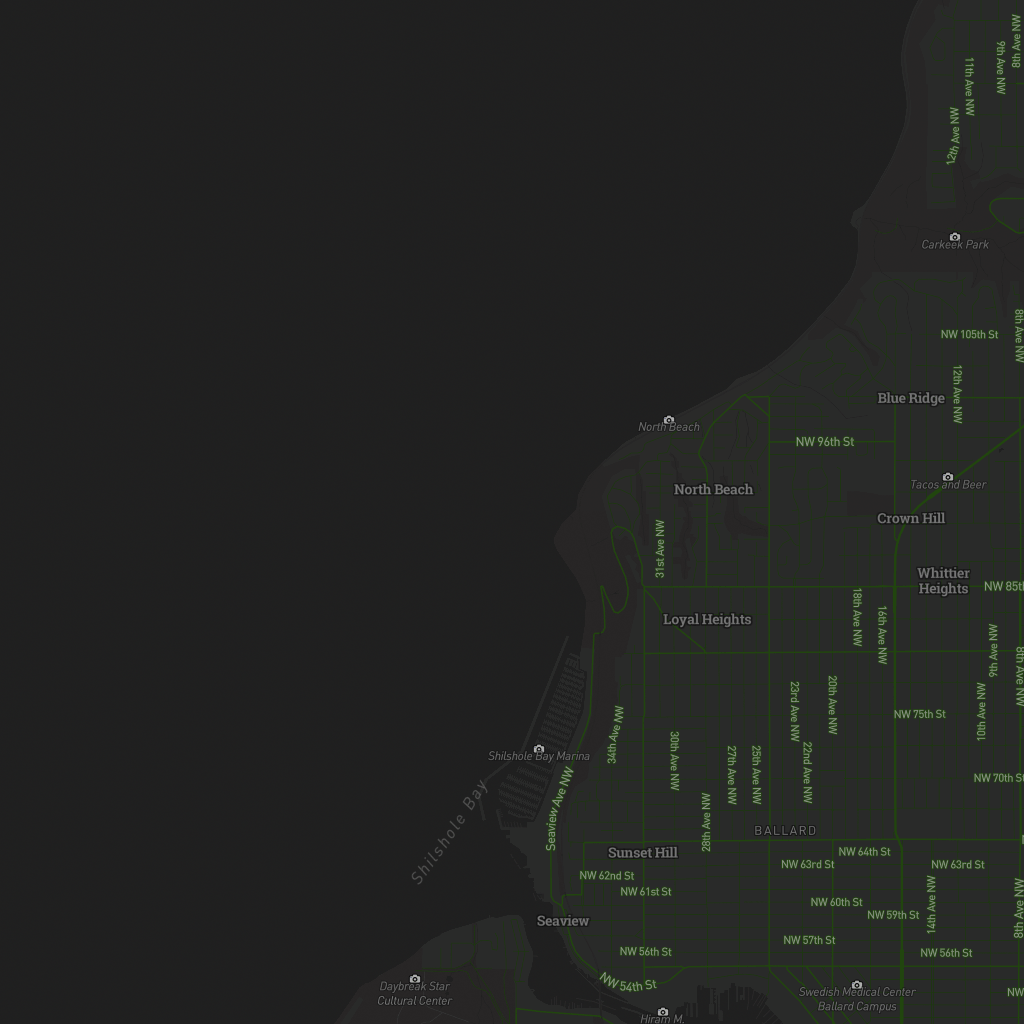 8th Ave NW
9th Ave NW
11th Ave NW
12th Ave NW
Carkeek Park
8th Ave NW
NW 105th St
12th Ave NW
Blue Ridge
North Beach
NW 96th St
Tacos and Beer
North Beach
Crown Hill
31st Ave NW
Whittier
Heights
NW 85th
18th Ave NW
16th Ave NW
Loyal Heights
9th Ave NW
8th Ave NW
23rd Ave NW
20th Ave NW
10th Ave NW
34th Ave NW
NW 75th St
30th Ave NW
27th Ave NW
25th Ave NW
22nd Ave NW
Shilshole Bay Marina
NW 70th St
Seaview Ave NW
28th Ave NW
Shilshole Bay
BALLARD
Sunset Hill
NW 64th St
NW 63rd St
NW 63rd St
NW 62nd St
NW 61st St
14th Ave NW
8th Ave NW
NW 60th St
NW 59th St
Seaview
NW 57th St
NW 56th St
NW 56th St
NW 54th St
Daybreak Star
Cultural Center
Swedish Medical Center
Ballard Campus
NW
Hiram M.